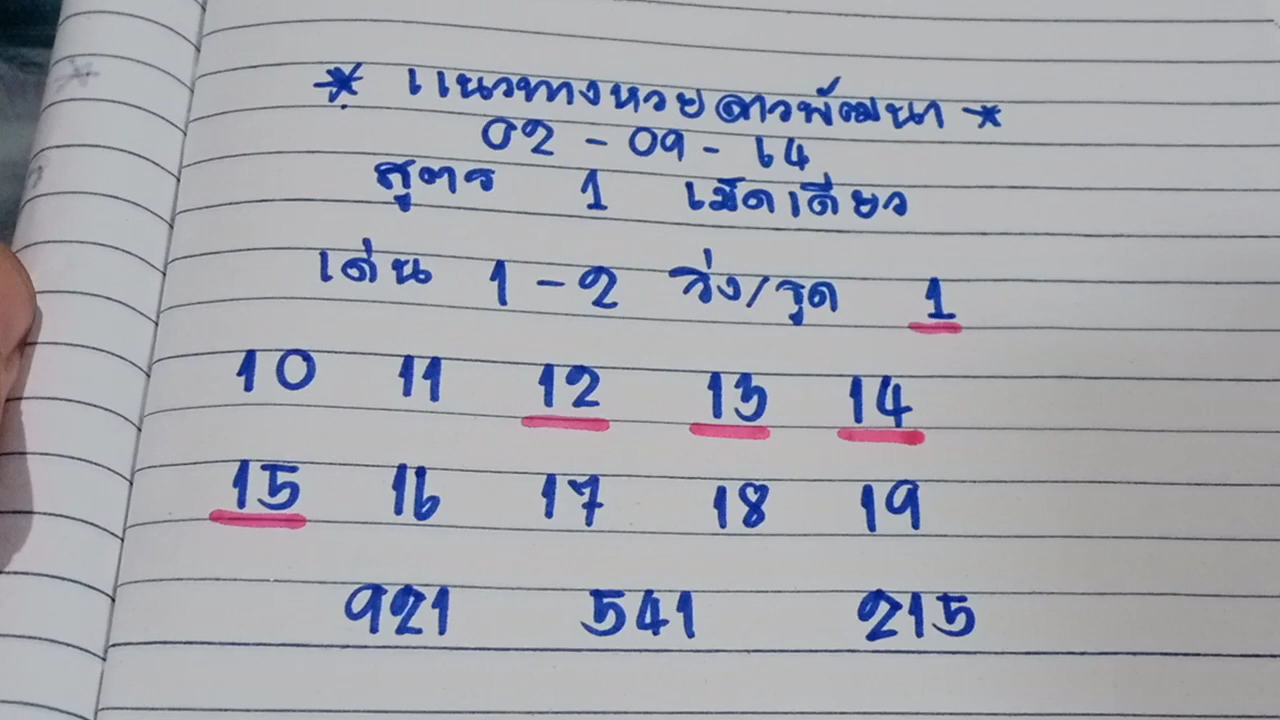 * แนวทางหวยลาวพัฒนา *
02 - 09 - 64
สูตร 1 เม็ดเดียว
เด่น 1 - 2 วิ่ง/รูด 1
10 11 12 13 14
15 16 17 18 19
921 541 215